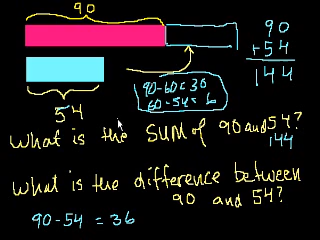 90
90
+54
144
90-60=30
60-54=6
54
What is the SUM of 90 and 54?
144
What is the difference between
90 and 54?
90-54 = 36